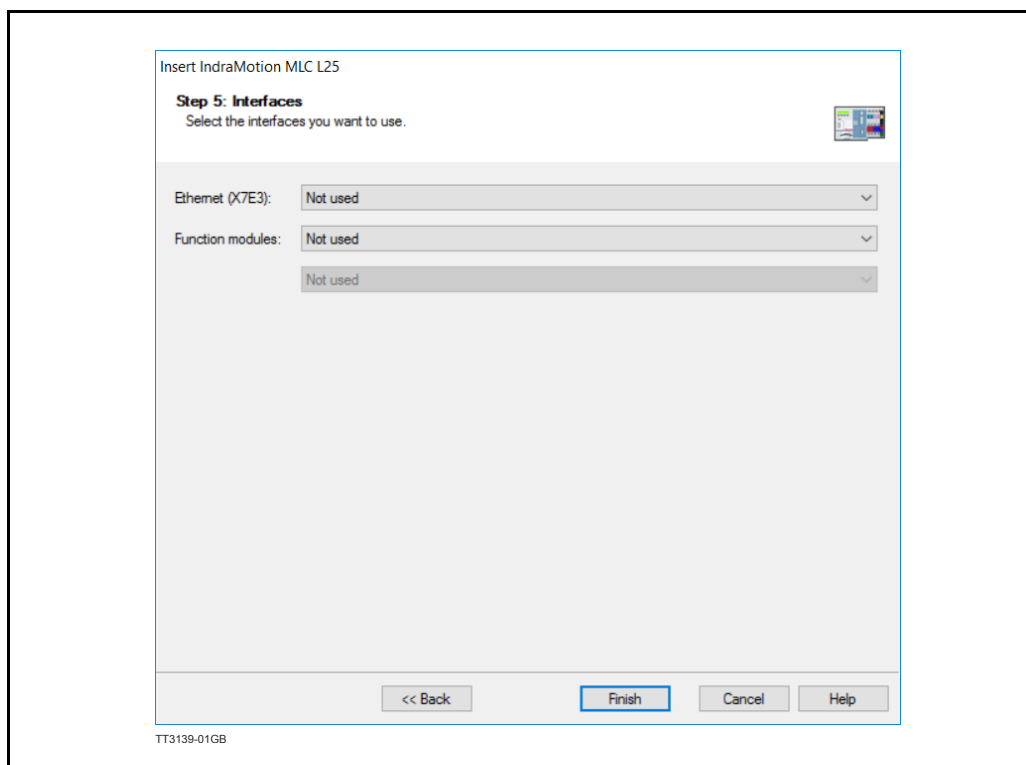 Insert IndraMotion MLC L25
Step 5: Interfaces
Select the interfaces you want to use.
Ethernet (X7E3): Not used
Function modules: Not used
Not used
<< Back Finish Cancel Help
TT3139-01GB